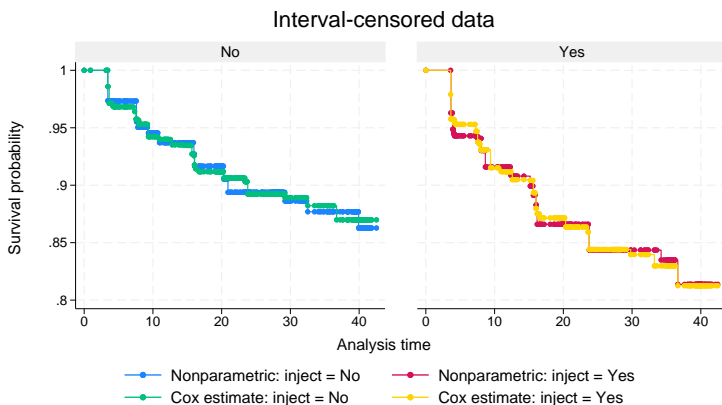 Interval-censored data
No
Yes
Survival probability
1
.95
.9
.85
.8
0 10 20 30 40
0 10 20 30 40
Analysis time
Nonparametric: inject = No
Nonparametric: inject = Yes
Cox estimate: inject = No
Cox estimate: inject = Yes